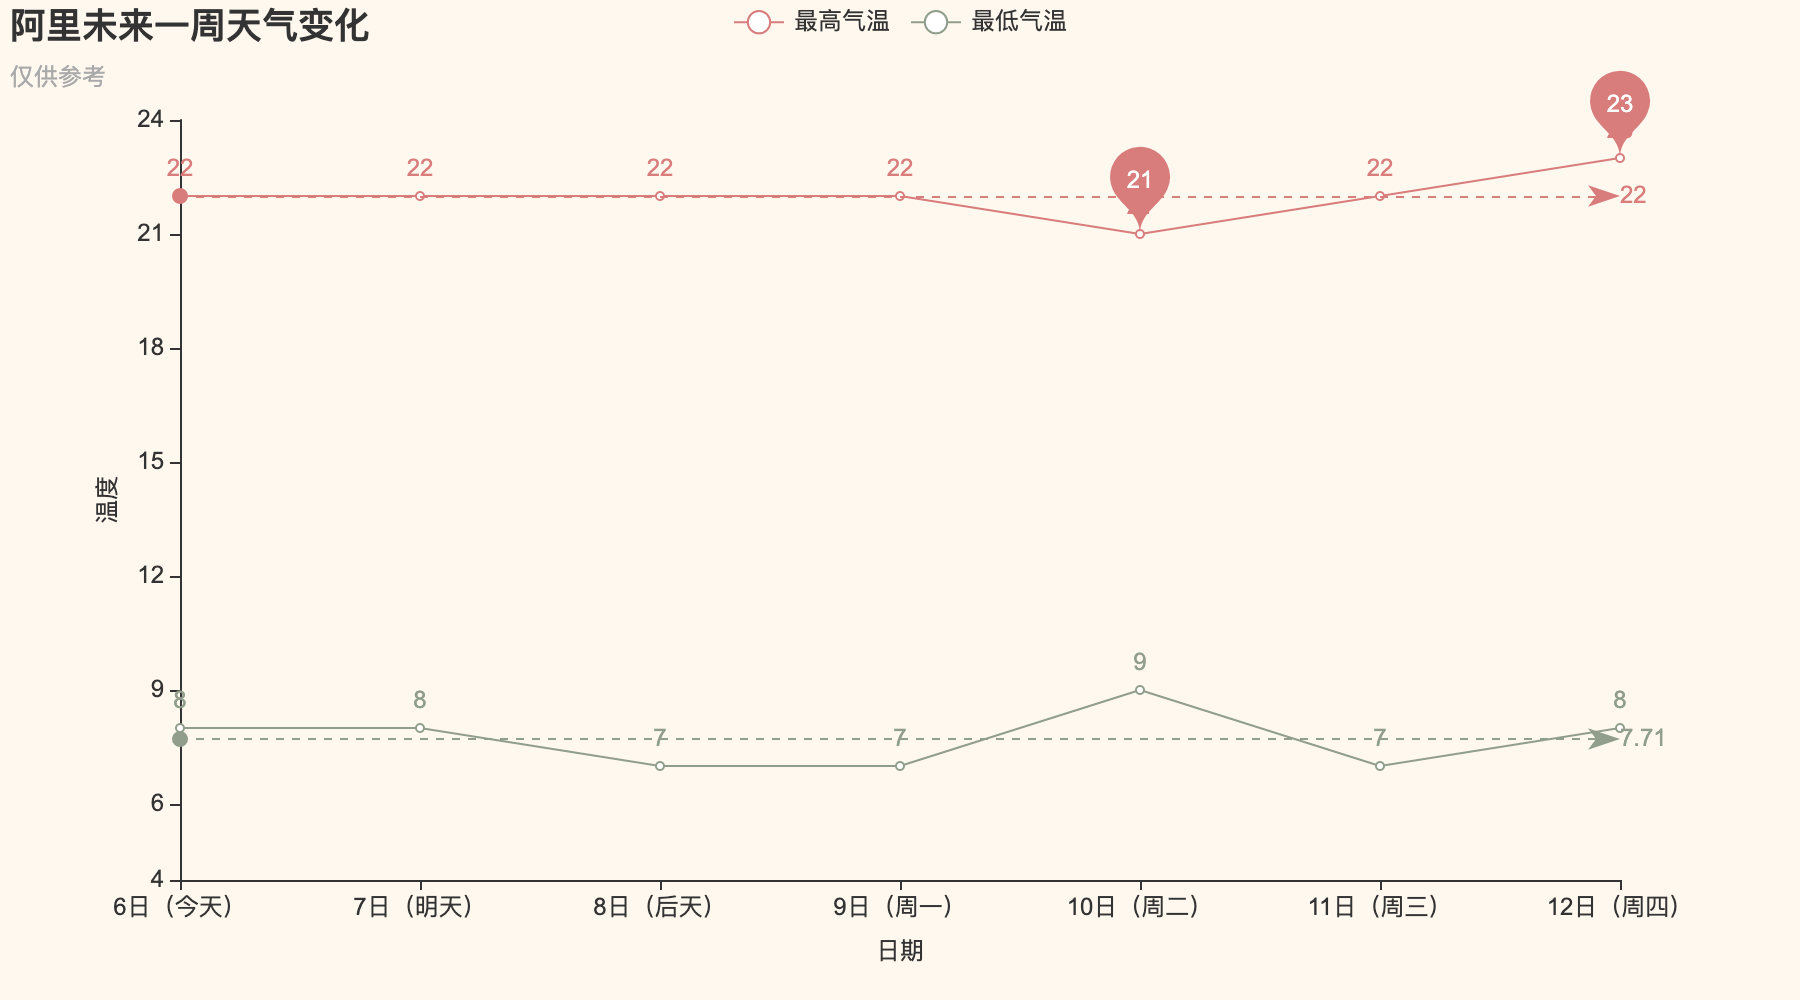 阿里未来一周天气变化
仅供参考
最高气温 最低气温
温度
24
21
18
15
12
9
6
4
22 22 22 22 21 22 23
22
8 8 7 7 9 7 8
7.71
6日（今天） 7日（明天） 8日（后天） 9日（周一） 10日（周二） 11日（周三） 12日（周四）
日期